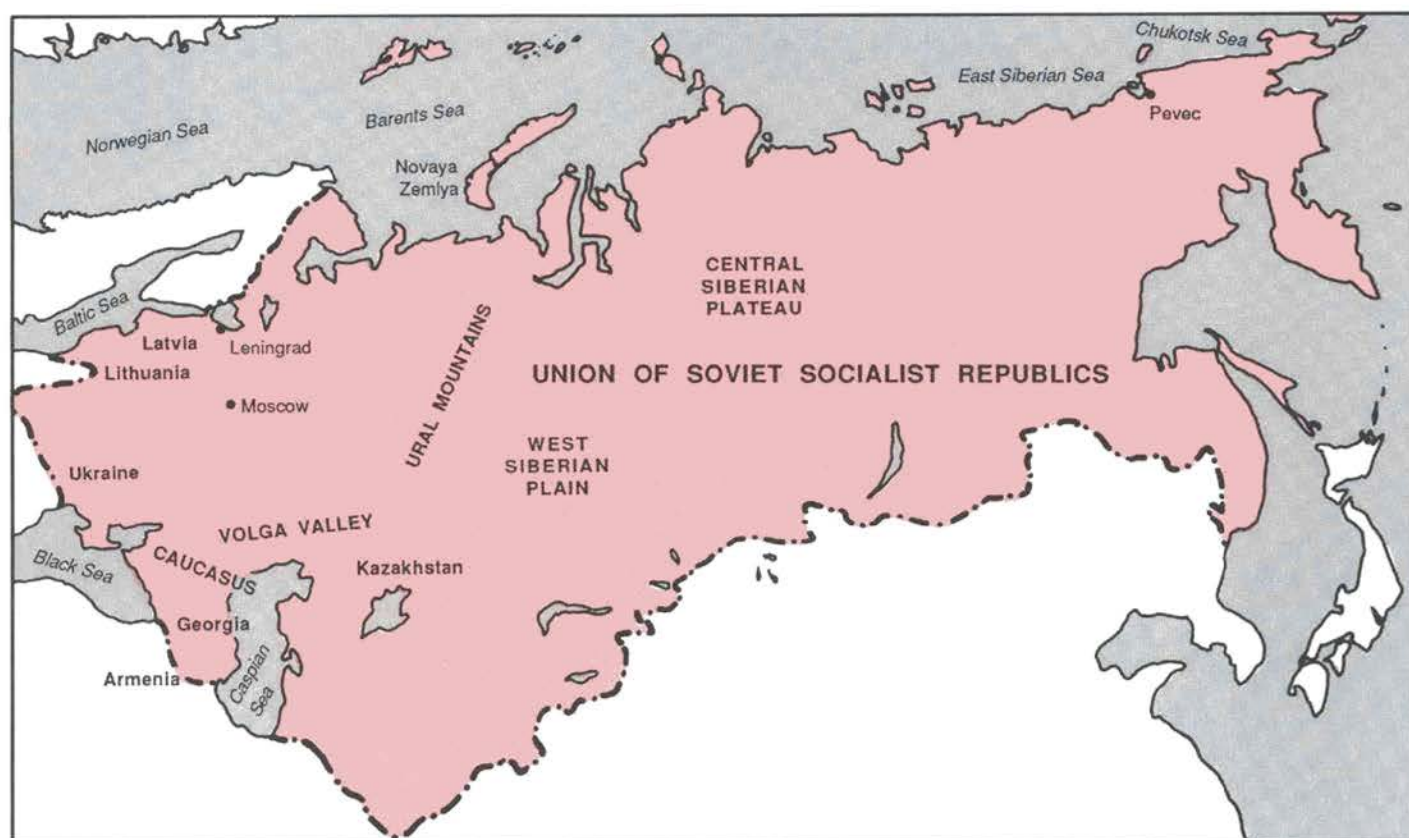 Chukotsk Sea
East Siberian Sea
Pevec
Barents Sea
Norwegian Sea
Novaya
Zemlya
CENTRAL
SIBERIAN
PLATEAU
Baltic Sea
Latvia
Leningrad
Lithuania
Moscow
URAL MOUNTAINS
UNION OF SOVIET SOCIALIST REPUBLICS
WEST
SIBERIAN
PLAIN
Ukraine
VOLGA VALLEY
Black Sea
CAUCASUS
Kazakhstan
Georgia
Armenia
Caspian
Sea